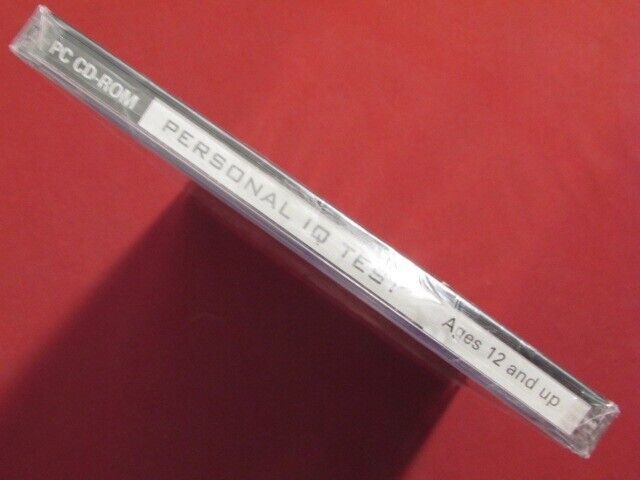 PC CD-ROM
PERSONAL IQ TEST
Ages 12 and up